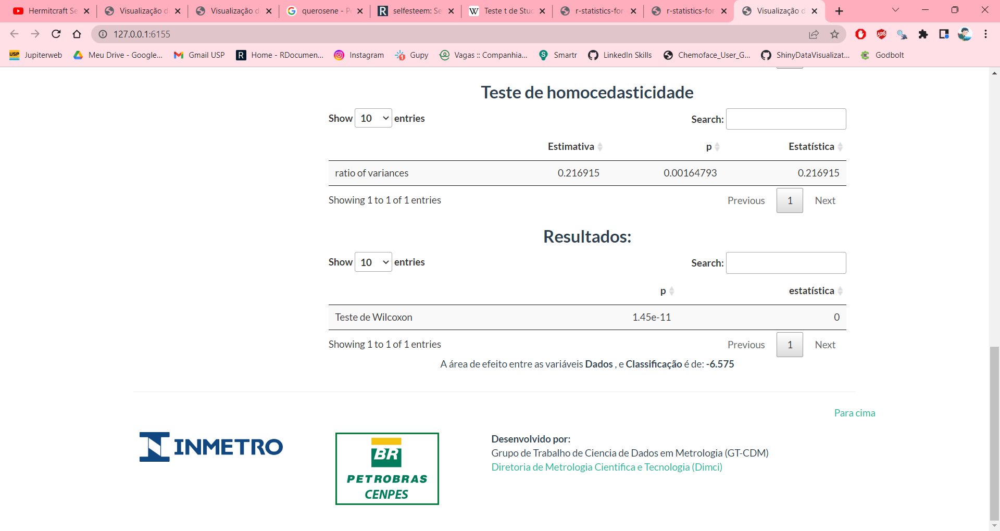 Hermitcraft Se
Visualização d
Visualização d
querosene - Pe
selfesteem: Se
Teste t de Stud
r-statistics-for
r-statistics-for
Visualização d
127.0.0.1:6155
Jupiterweb
Meu Drive - Google...
Gmail USP
Home - RDocumen...
Instagram
Gupy
Vagas :: Companhia...
Smartr
LinkedIn Skills
Chemoface_User_G...
ShinyDataVisualizat...
Godbolt
Teste de homocedasticidade
Show 10 entries
Search:
Estimativa p Estatística
ratio of variances 0.216915 0.00164793 0.216915
Showing 1 to 1 of 1 entries
Previous 1 Next
Resultados:
Show 10 entries
Search:
p estatística
Teste de Wilcoxon 1.45e-11 0
Showing 1 to 1 of 1 entries
Previous 1 Next
A área de efeito entre as variáveis Dados , e Classificação é de: -6.575
Para cima
INMETRO
BR
PETROBRAS
CENPES
Desenvolvido por:
Grupo de Trabalho de Ciencia de Dados em Metrologia (GT-CDM)
Diretoria de Metrologia Cientifica e Tecnologia (Dimci)